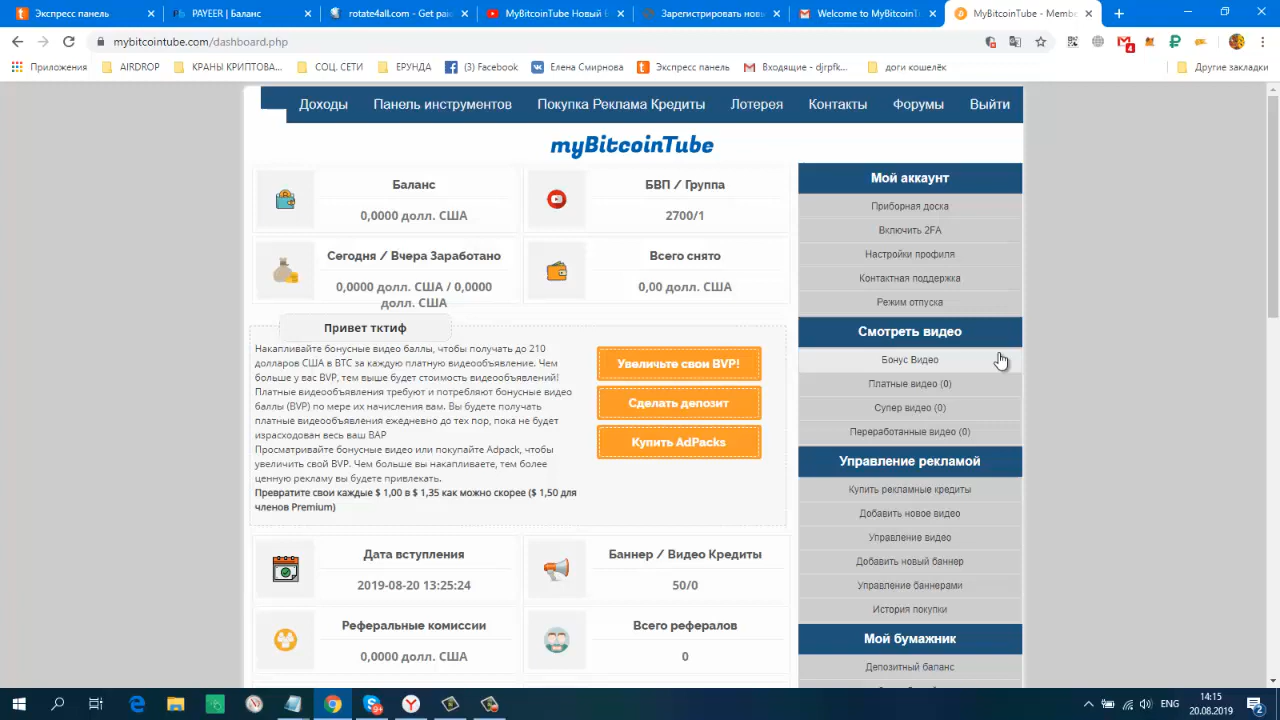 Экспресс панель
PAYEER | Баланс
rotate4all.com - Get paid
MyBitcoinTube Новый Б
Зарегистрировать новы
Welcome to MyBitcoinTu
MyBitcoinTube - Membe
mybitcointube.com/dashboard.php
4
Приложения
AIRDROP
КРАНЫ КРИПТОВА...
СОЦ. СЕТИ
ЕРУНДА
(3) Facebook
Елена Смирнова
Экспресс панель
Входящие - djrpfk...
доги кошелёк
Другие закладки
Доходы
Панель инструментов
Покупка Реклама Кредиты
Лотерея
Контакты
Форумы
Выйти
myBitcoinTube
Баланс
0,0000 долл. США
БВП / Группа
2700/1
Сегодня / Вчера Заработано
0,0000 долл. США / 0,0000
долл. США
Всего снято
0,00 долл. США
Привет тктиф
Накапливайте бонусные видео баллы, чтобы получать до 210
долларов США в BTC за каждую платную видеообъявление. Чем
больше у вас BVP, тем выше будет стоимость видеообъявлений!
Платные видеообъявления требуют и потребляют бонусные видео
баллы (BVP) по мере их начисления вам. Вы будете получать
платные видеообъявления ежедневно до тех пор, пока не будет
израсходован весь ваш BAP
Просматривайте бонусные видео или покупайте Adpack, чтобы
увеличить свой BVP. Чем больше вы накапливаете, тем более
ценную рекламу вы будете привлекать.
Превратите свои каждые $ 1,00 в $ 1,35 как можно скорее ($ 1,50 для
членов Premium)
Увеличьте свои BVP!
Сделать депозит
Купить AdPacks
Дата вступления
2019-08-20 13:25:24
Баннер / Видео Кредиты
50/0
Реферальные комиссии
0,0000 долл. США
Всего рефералов
0
Мой аккаунт
Приборная доска
Включить 2FA
Настройки профиля
Контактная поддержка
Режим отпуска
Смотреть видео
Бонус Видео
Платные видео (0)
Супер видео (0)
Переработанные видео (0)
Управление рекламой
Купить рекламные кредиты
Добавить новое видео
Управление видео
Добавить новый баннер
Управление баннерами
История покупки
Мой бумажник
Депозитный баланс
ENG
14:15
20.08.2019
2